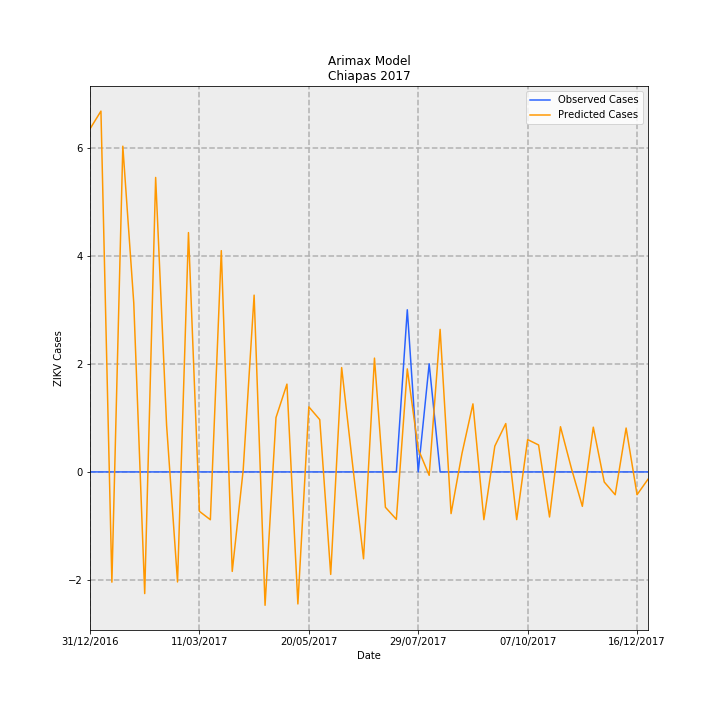 Arimax Model
Chiapas 2017
Observed Cases
Predicted Cases
6
4
2
0
−2
ZIKV Cases
31/12/2016
11/03/2017
20/05/2017
29/07/2017
07/10/2017
16/12/2017
Date